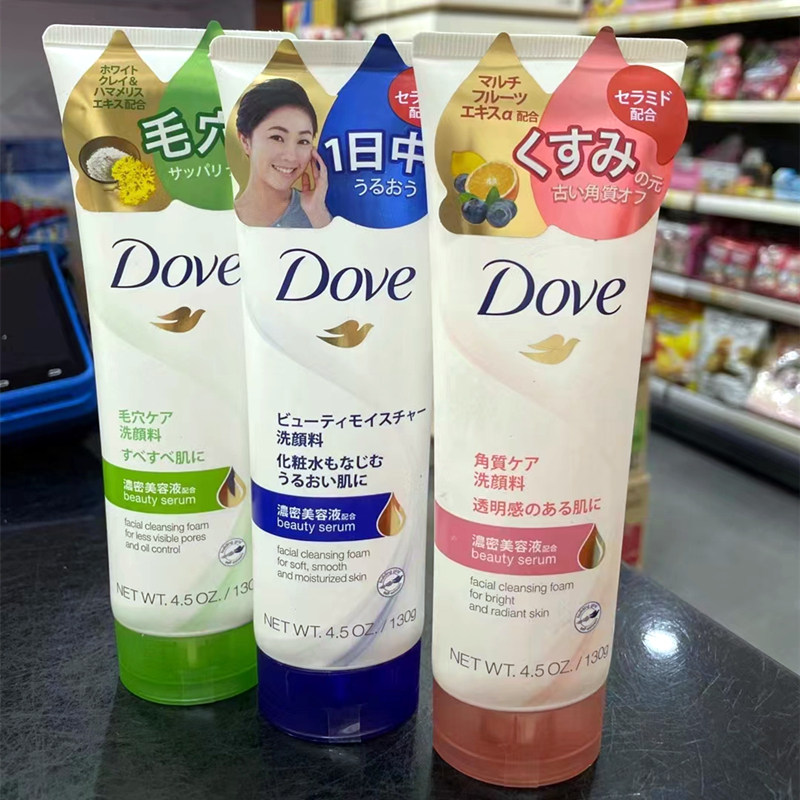 ホワイト
クレイ&
ハマメリス
エキス配合
毛穴
サッパリ
Dove
毛穴ケア
洗顔料
すべすべ肌に
濃密美容液配合
beauty serum
facial cleansing foam
for less visible pores
and oil control
NET WT. 4.5 OZ. / 130
セラ
配
1日中
うるおう
Dove
ビューティモイスチャー
洗顔料
化粧水もなじむ
うるおい肌に
濃密美容液配合
beauty serum
facial cleansing foam
for soft, smooth
and moisturized skin
NET WT. 4.5 OZ. / 130g
マルチ
フルーツ
エキスα 配合
セラミド
配合
くすみの元
古い角質オフ
Dove
角質ケア
洗顔料
透明感のある肌に
濃密美容液配合
beauty serum
facial cleansing foam
for bright
and radiant skin
NET WT. 4.5 OZ. / 130g